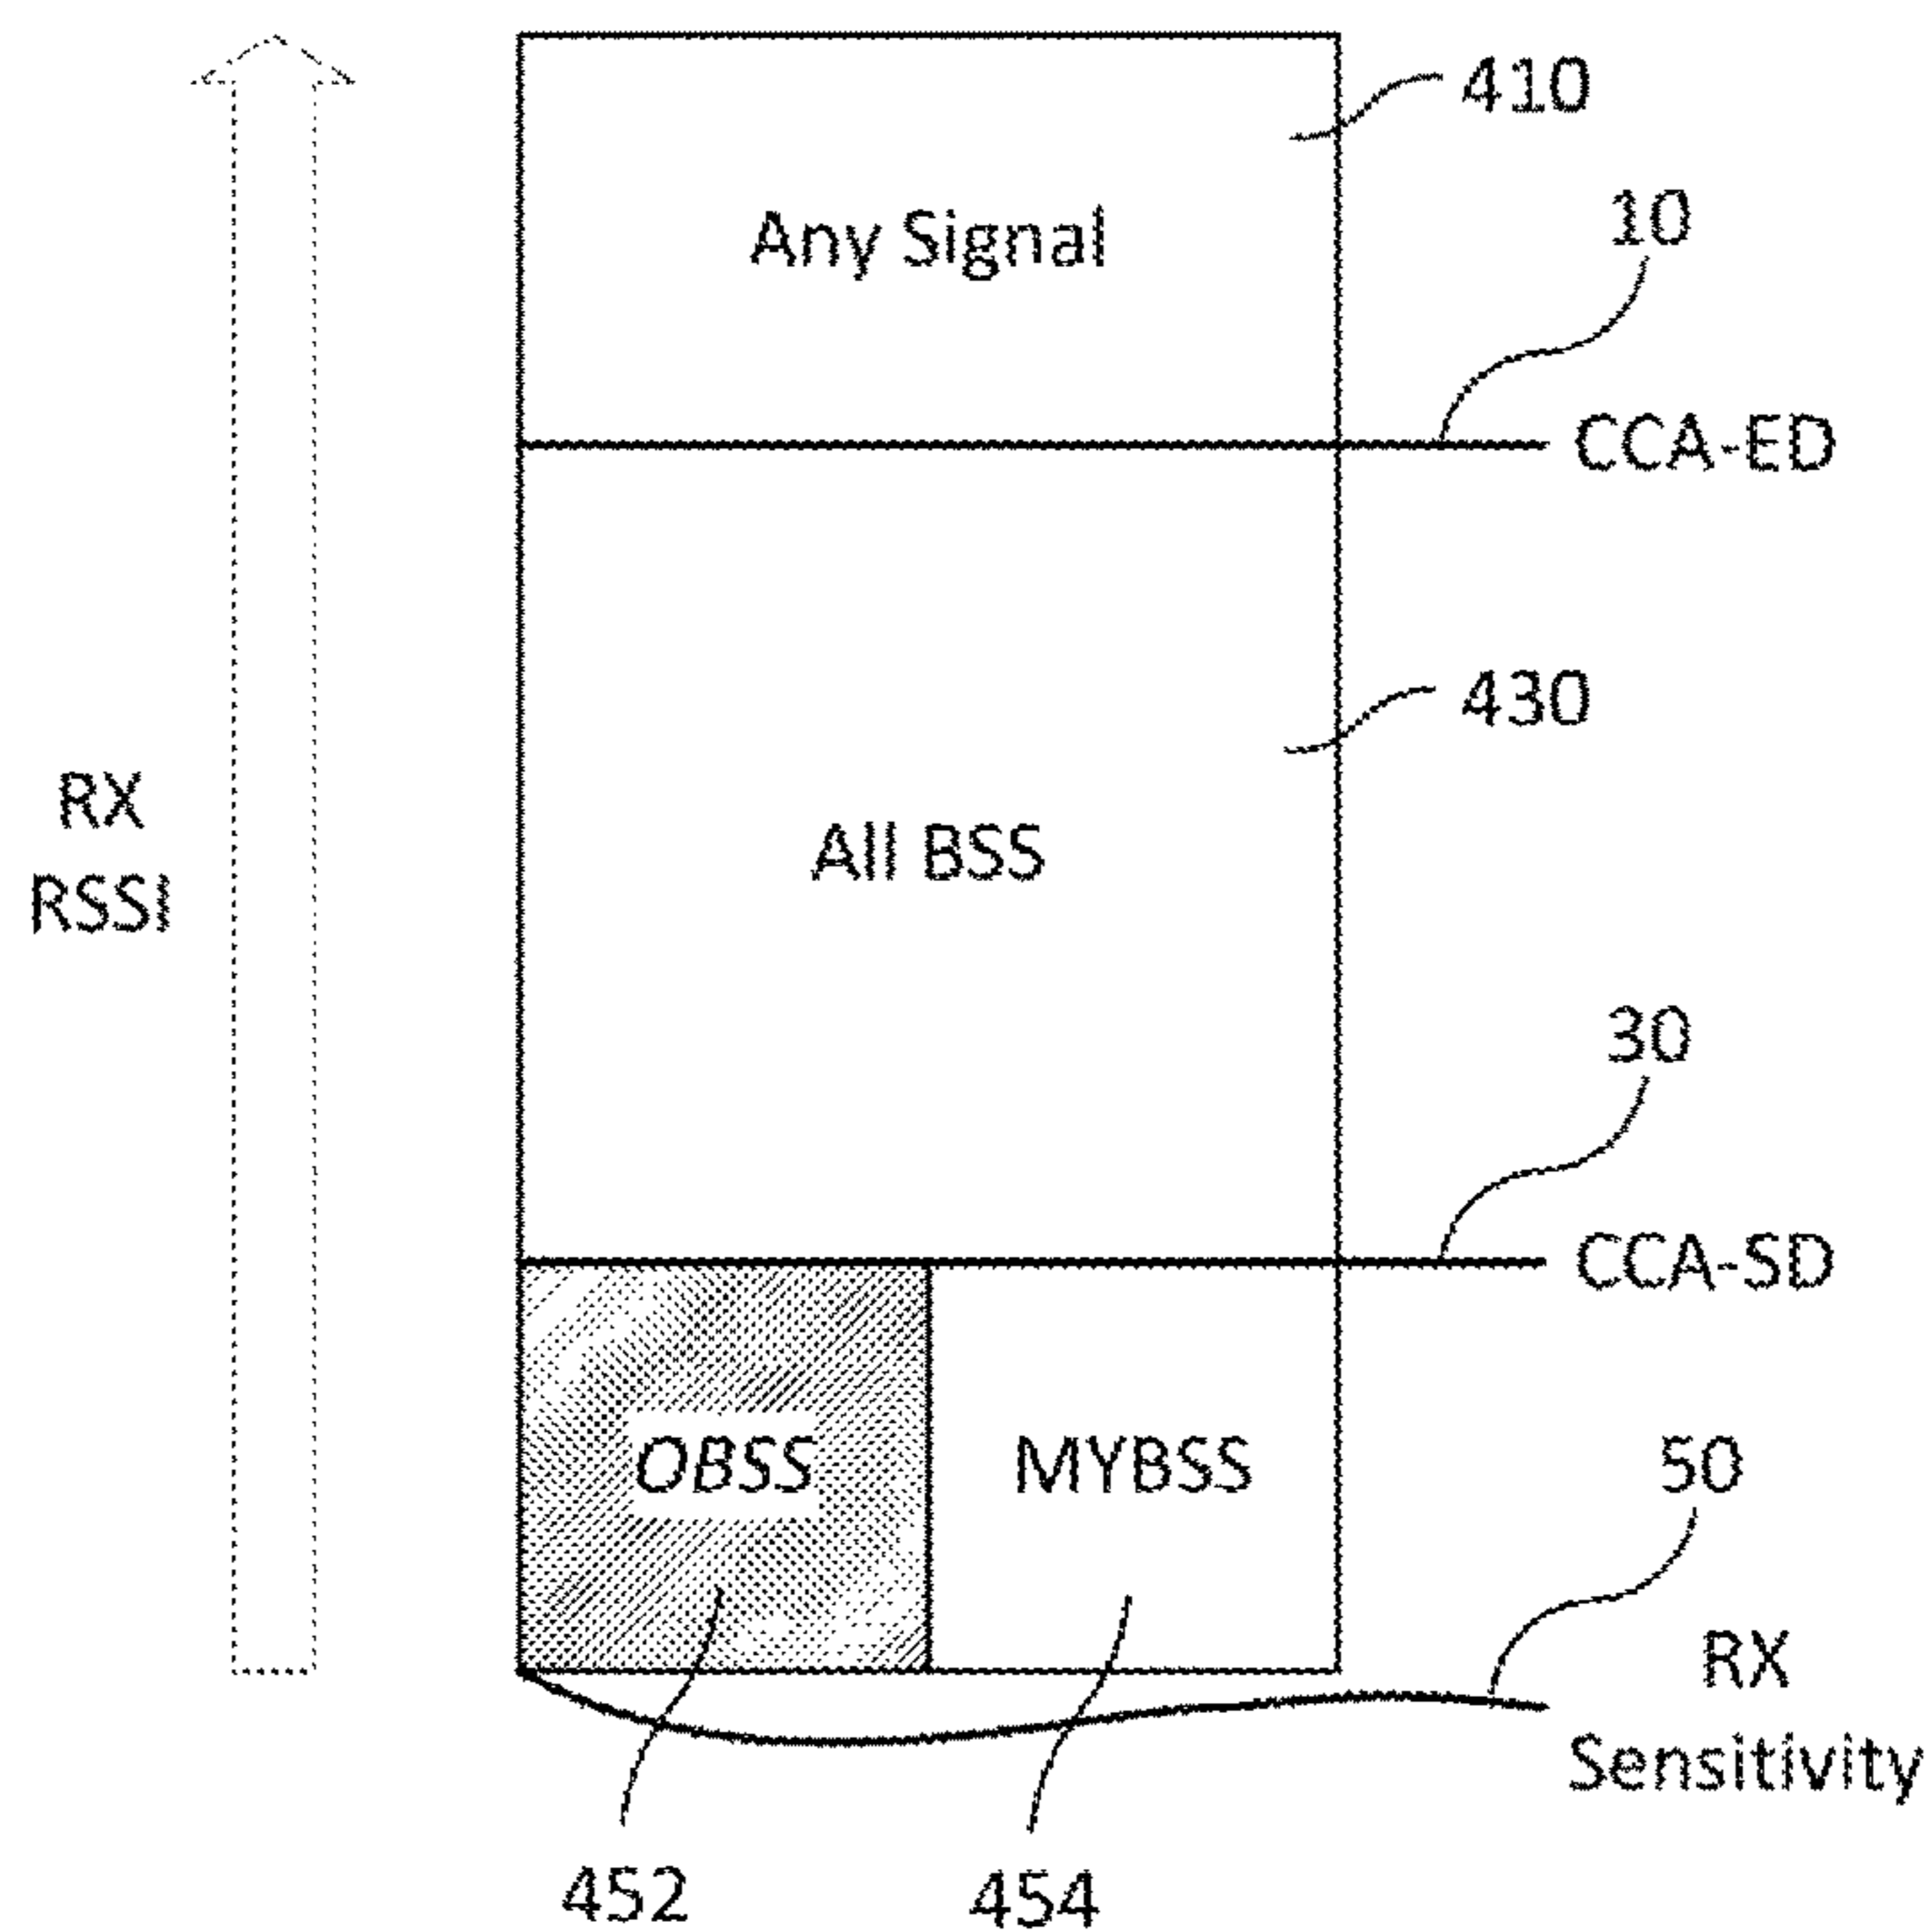 410
Any Signal
10
CCA-ED
430
RX
RSSI
All BSS
30
CCA-SD
OBSS
MYBSS
50
RX
Sensitivity
452
454